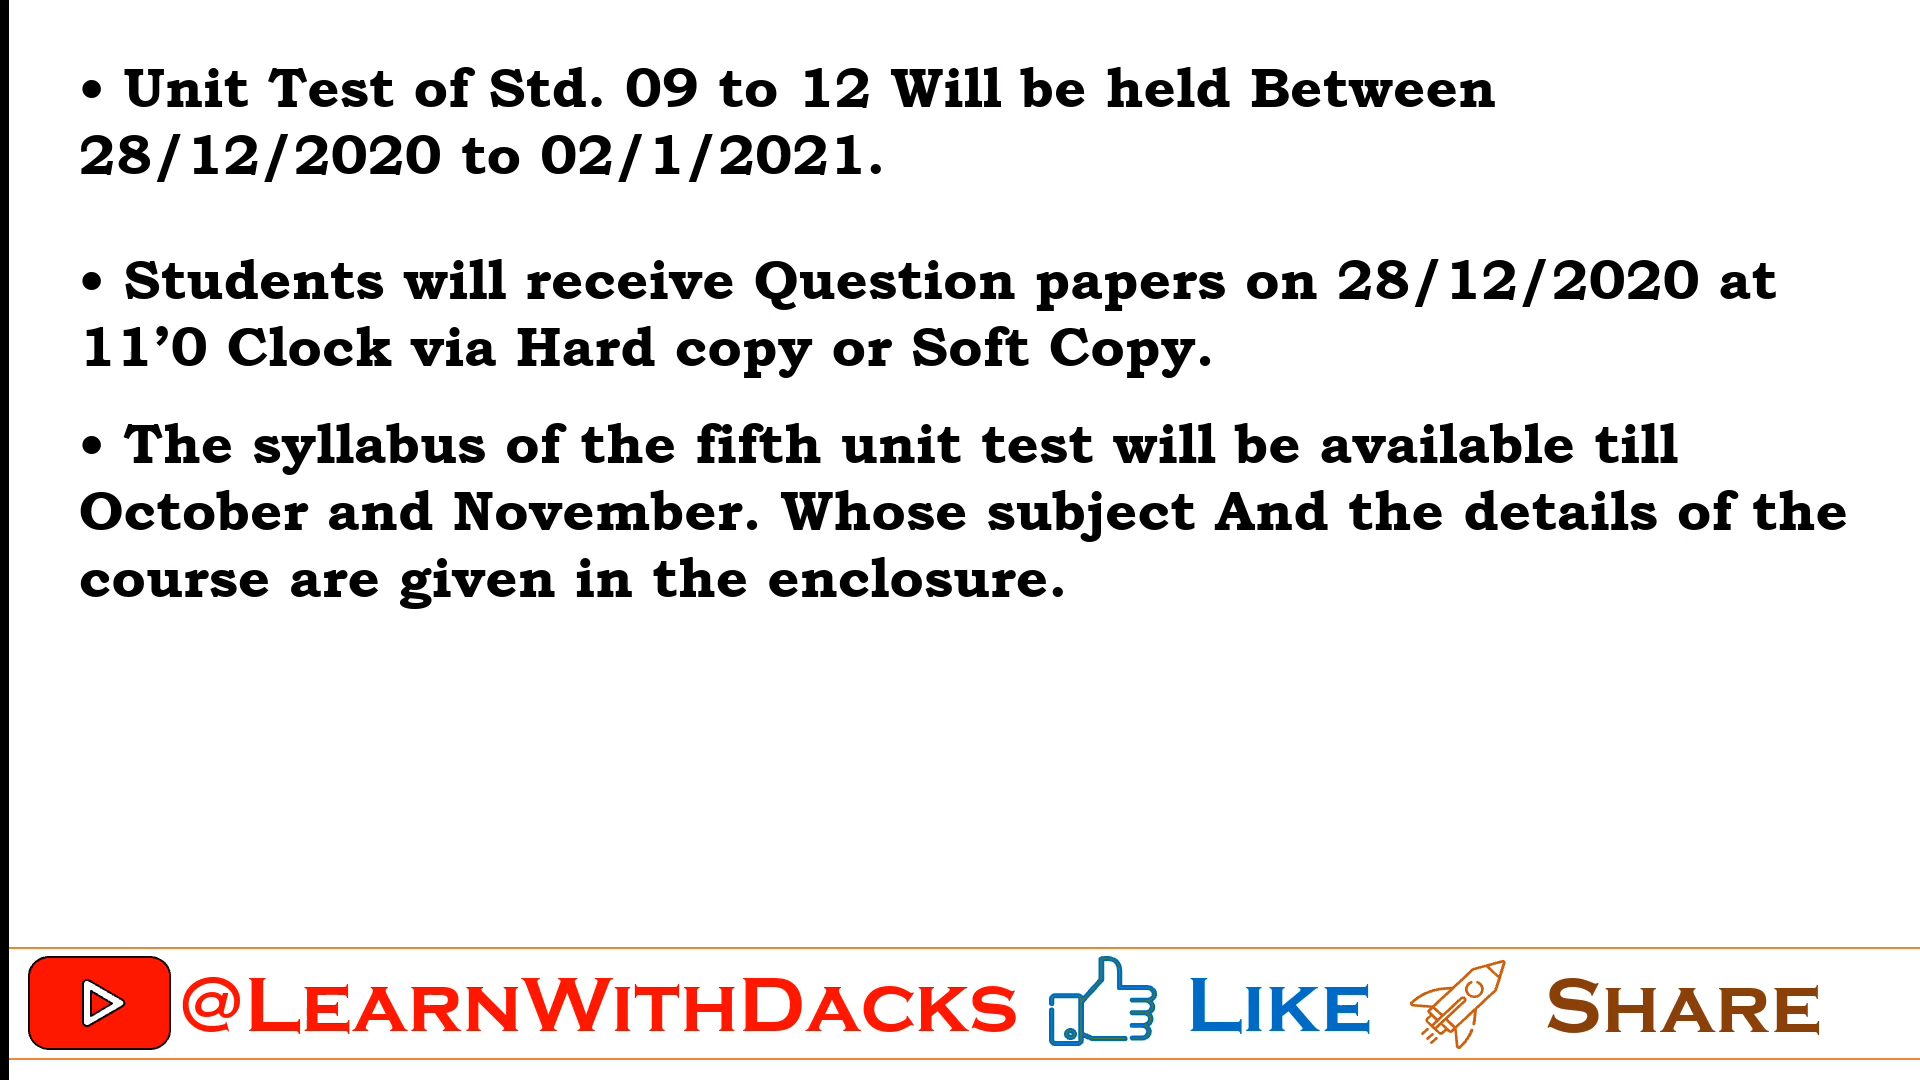 • Unit Test of Std. 09 to 12 Will be held Between
28/12/2020 to 02/1/2021.
• Students will receive Question papers on 28/12/2020 at
11’0 Clock via Hard copy or Soft Copy.
• The syllabus of the fifth unit test will be available till
October and November. Whose subject And the details of the
course are given in the enclosure.
@LearnWithDacks Like Share